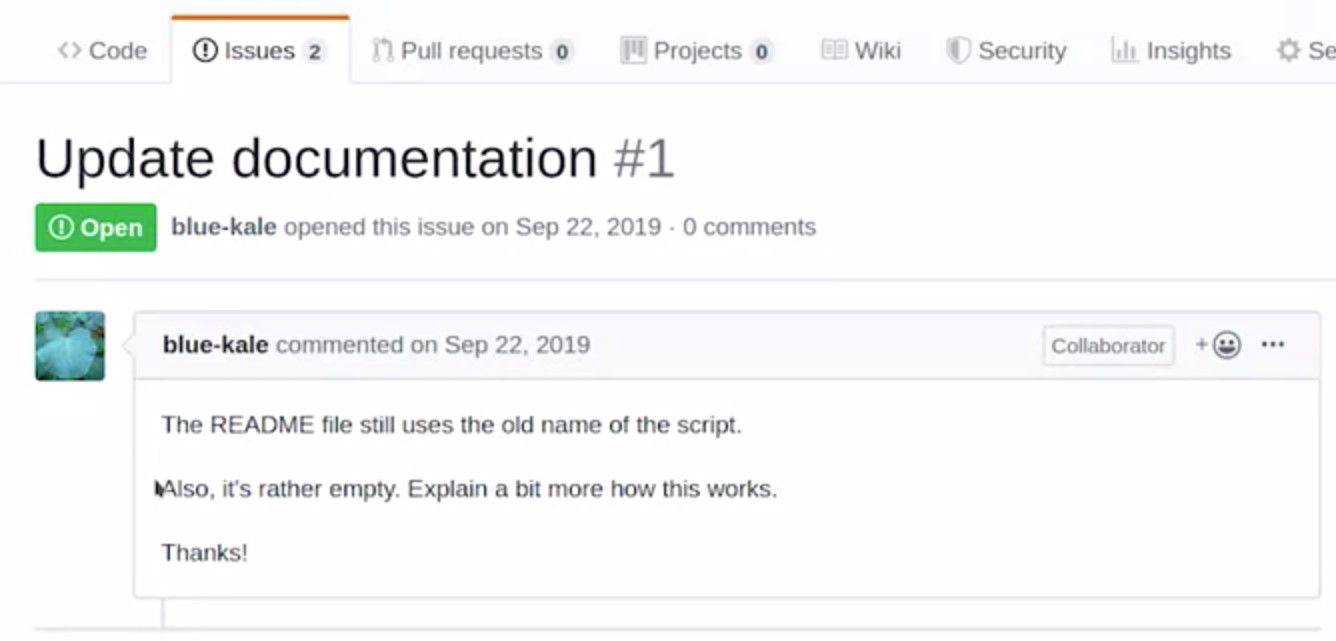 Code Issues 2 Pull requests 0 Projects 0 Wiki Security Insights Se
Update documentation #1
Open blue-kale opened this issue on Sep 22, 2019 · 0 comments
blue-kale commented on Sep 22, 2019 Collaborator
The README file still uses the old name of the script.
Also, it's rather empty. Explain a bit more how this works.
Thanks!